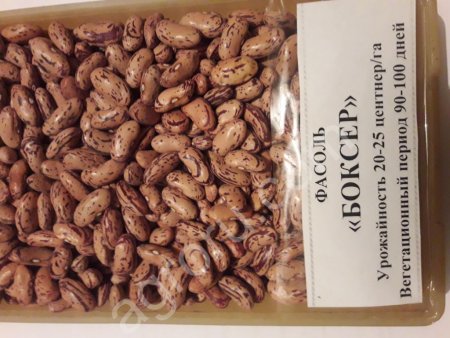 ФАСОЛЬ
«БОКСЕР»
Урожайность 20-25 центнер/га
Вегетационный период 90-100 дней